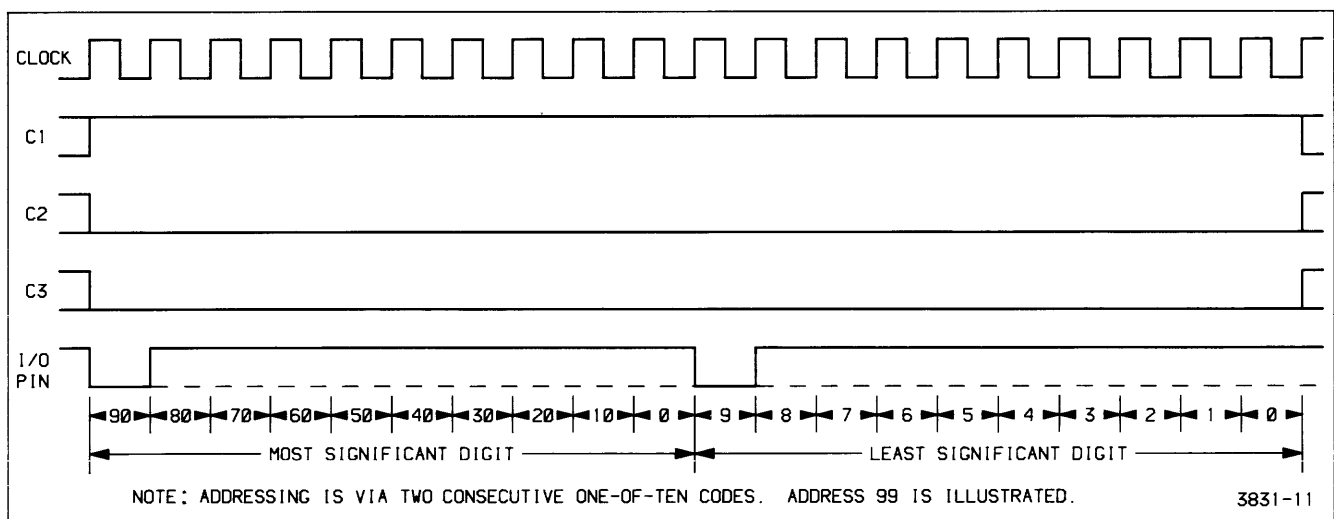 CLOCK
C1
C2
C3
I/O
PIN
90 80 70 60 50 40 30 20 10 0 9 8 7 6 5 4 3 2 1 0
MOST SIGNIFICANT DIGIT LEAST SIGNIFICANT DIGIT
NOTE: ADDRESSING IS VIA TWO CONSECUTIVE ONE-OF-TEN CODES. ADDRESS 99 IS ILLUSTRATED. 3831-11